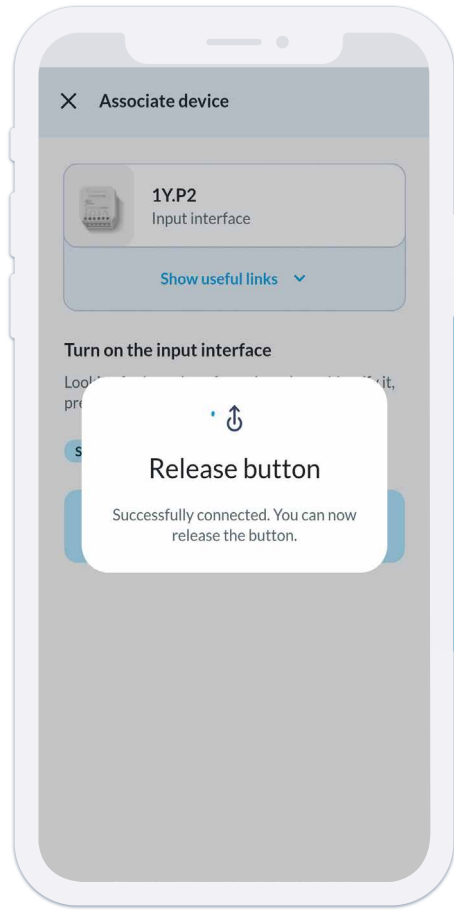 Associate device
1Y.P2
Input interface
Show useful links
Turn on the input interface
it,
Release button
Successfully connected. You can now
release the button.